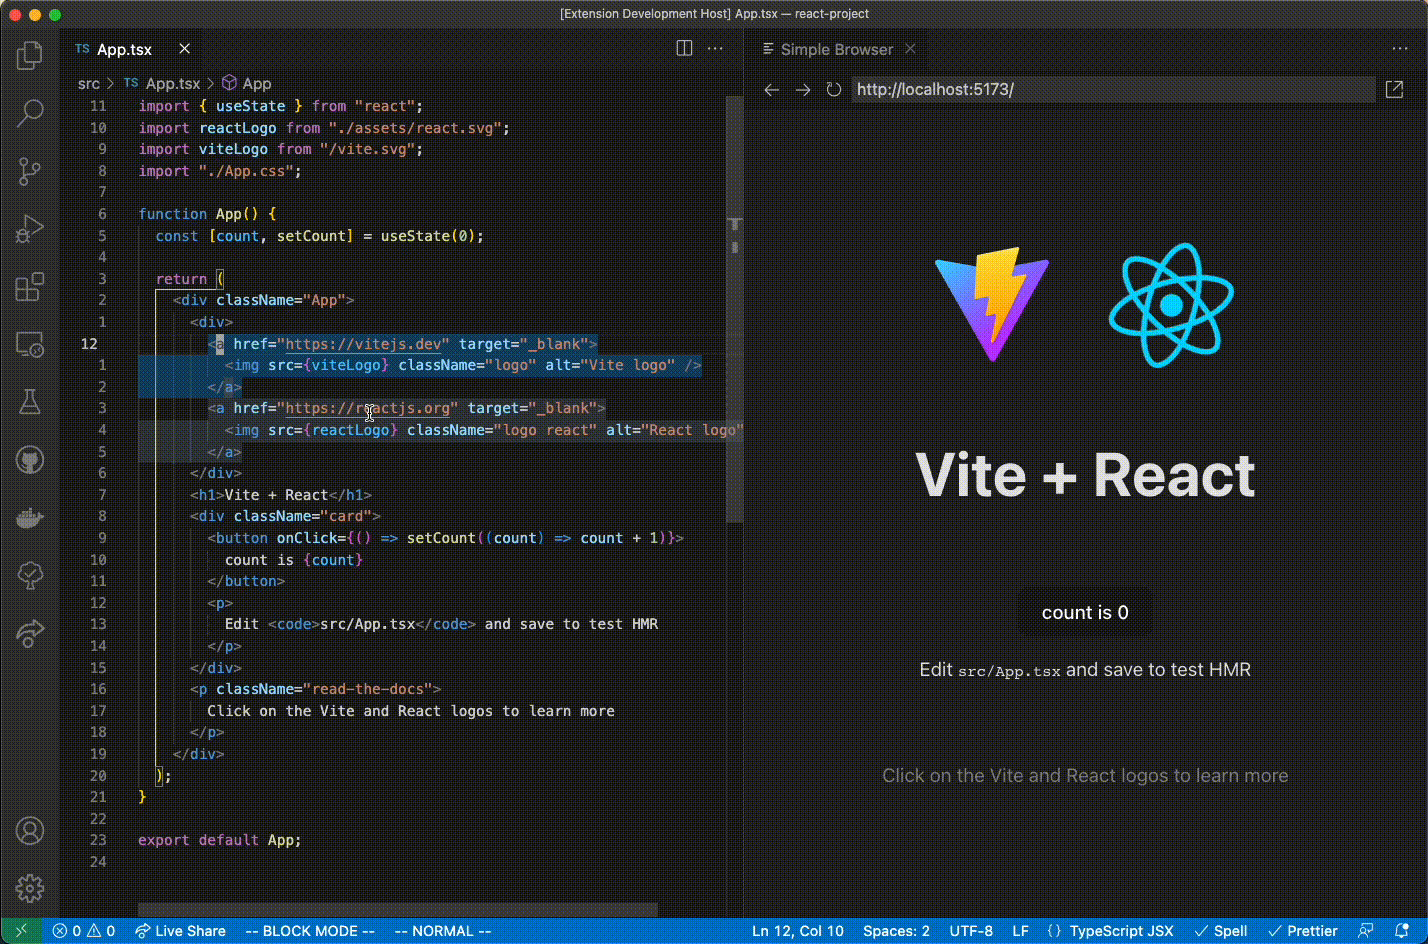 [Extension Development Host] App.tsx — react-project
TS App.tsx
Simple Browser
src > TS App.tsx > App
http://localhost:5173/
11 import { useState } from "react";
10 import reactLogo from "./assets/react.svg";
9 import viteLogo from "/vite.svg";
8 import "./App.css";
7
6 function App() {
5 const [count, setCount] = useState(0);
4
3 return (
2 <div className="App">
1 <div>
12 <a href="https://vitejs.dev" target="_blank">
1 <img src={viteLogo} className="logo" alt="Vite logo" />
2 </a>
3 <a href="https://reactjs.org" target="_blank">
4 <img src={reactLogo} className="logo react" alt="React logo"
5 </a>
6 </div>
7 <h1>Vite + React</h1>
8 <div className="card">
9 <button onClick={() => setCount((count) => count + 1)}>
10 count is {count}
11 </button>
12 <p>
13 Edit <code>src/App.tsx</code> and save to test HMR
14 </p>
15 </div>
16 <p className="read-the-docs">
17 Click on the Vite and React logos to learn more
18 </p>
19 </div>
20 );
21 }
22
23 export default App;
24
Vite + React
count is 0
Edit src/App.tsx and save to test HMR
Click on the Vite and React logos to learn more
0 0 Live Share -- BLOCK MODE -- -- NORMAL -- Ln 12, Col 10 Spaces: 2 UTF-8 LF {} TypeScript JSX Spell Prettier